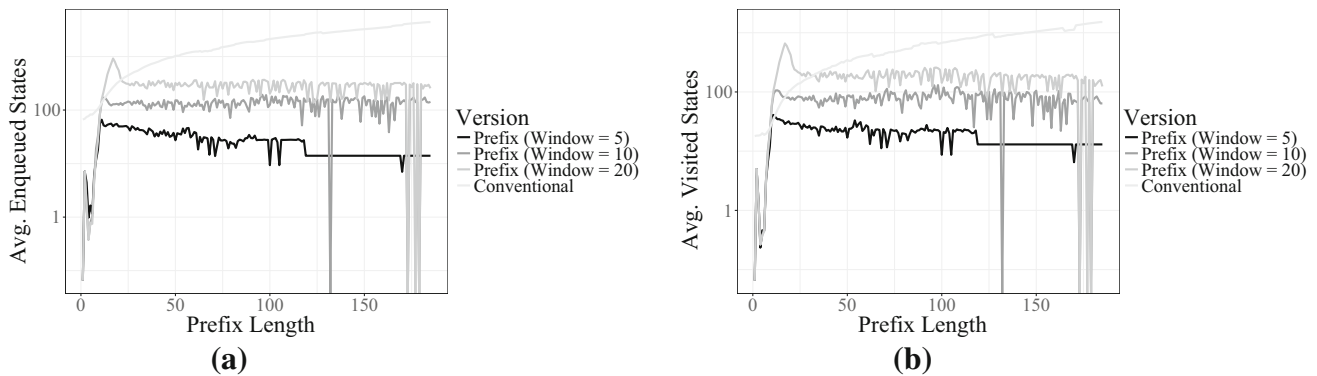 Avg. Enqueued States
100
1
0
50
100
150
Prefix Length
Version
Prefix (Window = 5)
Prefix (Window = 10)
Prefix (Window = 20)
Conventional
(a)
Avg. Visited States
100
1
0
50
100
150
Prefix Length
Version
Prefix (Window = 5)
Prefix (Window = 10)
Prefix (Window = 20)
Conventional
(b)